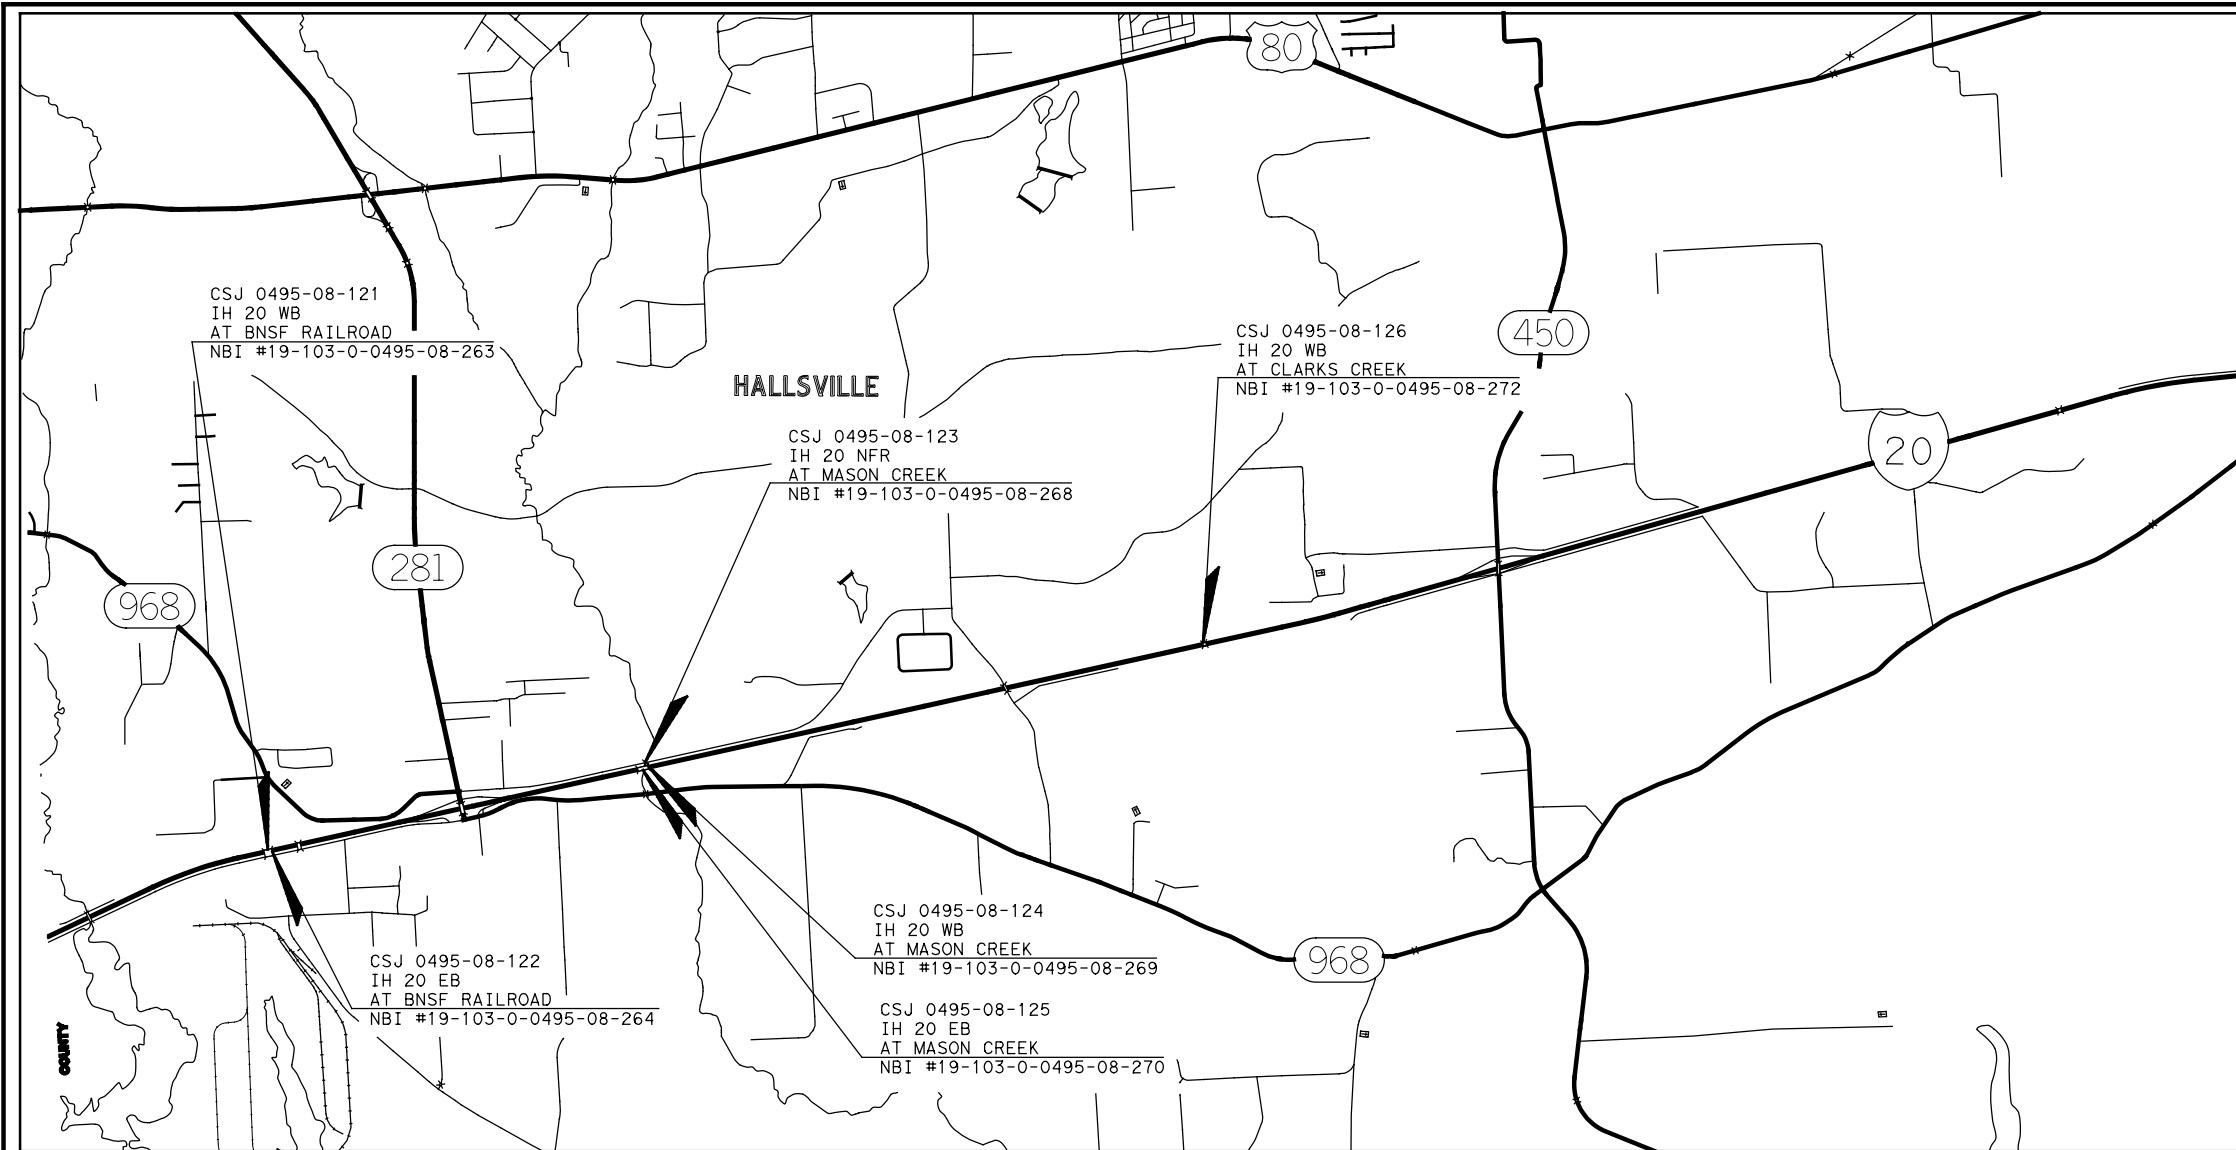 80
CSJ 0495-08-121
IH 20 WB
AT BNSF RAILROAD
NBI #19-103-0-0495-08-263
CSJ 0495-08-126
IH 20 WB
AT CLARKS CREEK
NBI #19-103-0-0495-08-272
450
HALLSVILLE
CSJ 0495-08-123
IH 20 NFR
AT MASON CREEK
NBI #19-103-0-0495-08-268
20
281
968
CSJ 0495-08-124
IH 20 WB
AT MASON CREEK
NBI #19-103-0-0495-08-269
968
CSJ 0495-08-122
IH 20 EB
AT BNSF RAILROAD
NBI #19-103-0-0495-08-264
CSJ 0495-08-125
IH 20 EB
AT MASON CREEK
NBI #19-103-0-0495-08-270
COUNTY